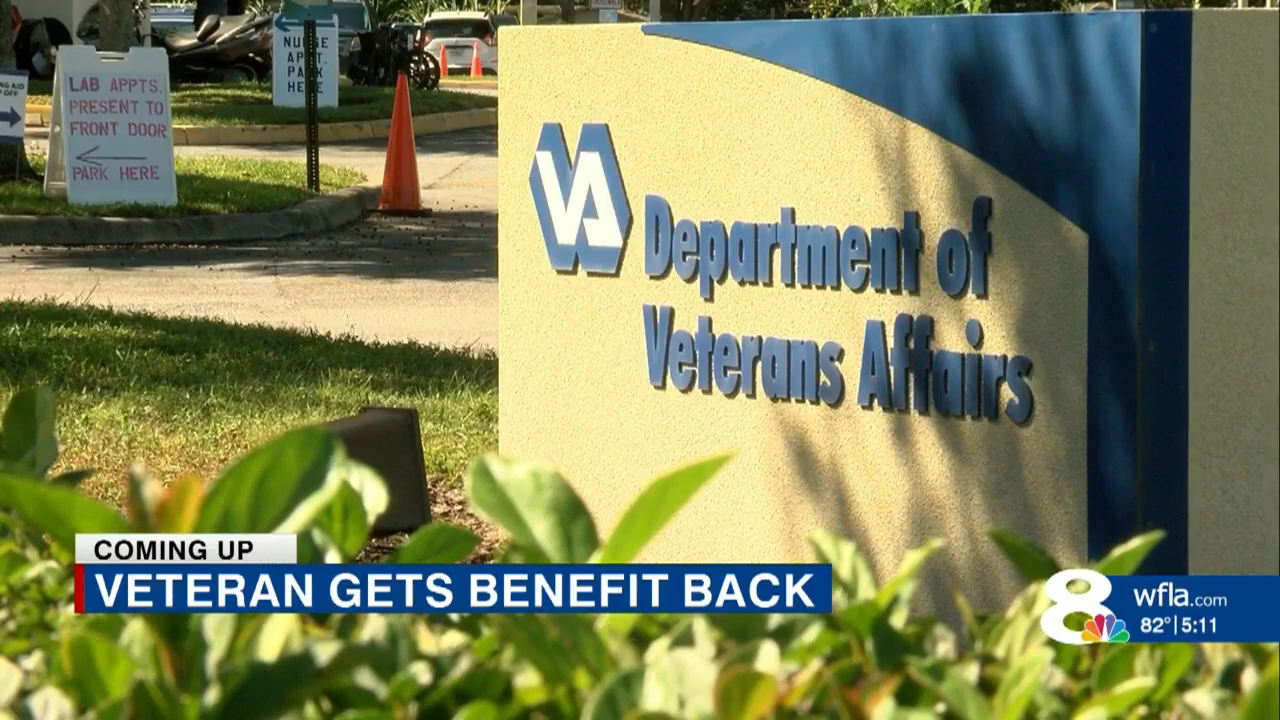 LAB APPTS.
PRESENT TO
FRONT DOOR
PARK HERE
NURSE
APPT.
PARK
HERE
VA
Department of
Veterans Affairs
COMING UP
VETERAN GETS BENEFIT BACK
8
wfla.com
82° | 5:11